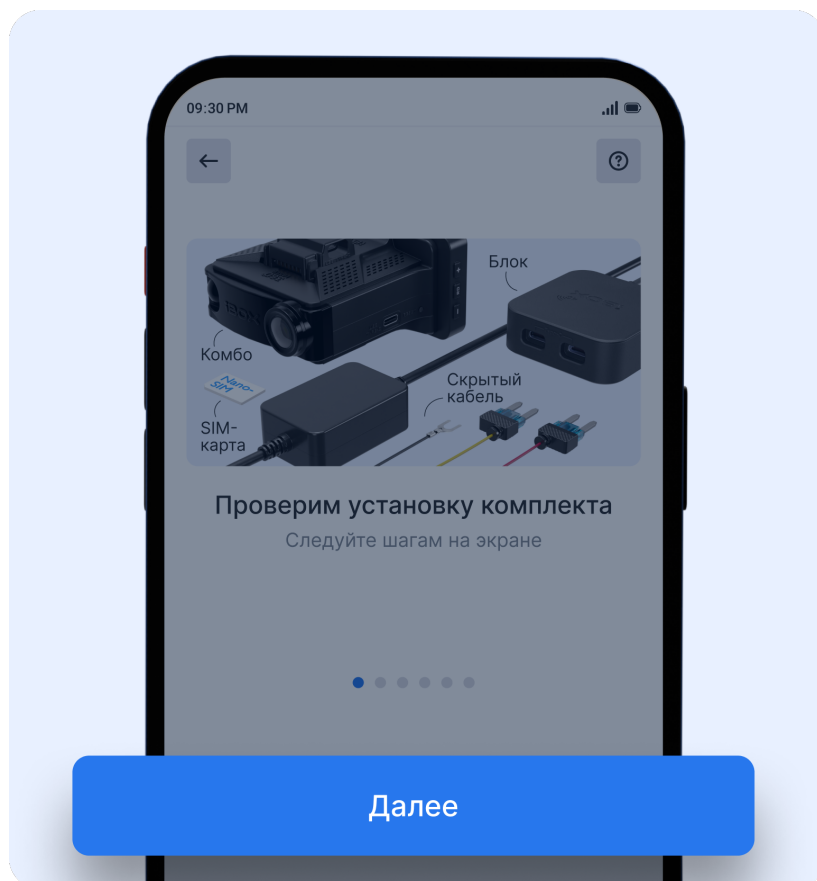 09:30 PM
Блок
Комбо
Nano-
SIM
Скрытый
кабель
SIM-
карта
Проверим установку комплекта
Следуйте шагам на экране
Далее